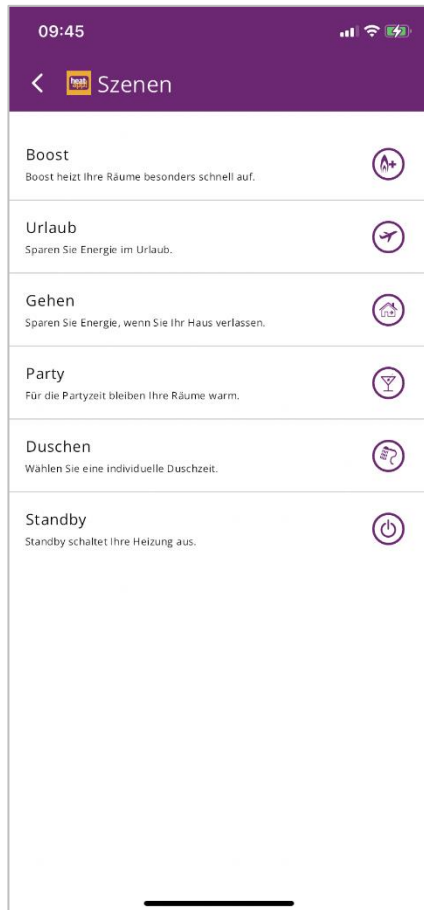 09:45
heat app! Szenen
Boost
Boost heizt Ihre Räume besonders schnell auf.
Urlaub
Sparen Sie Energie im Urlaub.
Gehen
Sparen Sie Energie, wenn Sie Ihr Haus verlassen.
Party
Für die Partyzeit bleiben Ihre Räume warm.
Duschen
Wählen Sie eine individuelle Duschzeit.
Standby
Standby schaltet Ihre Heizung aus.